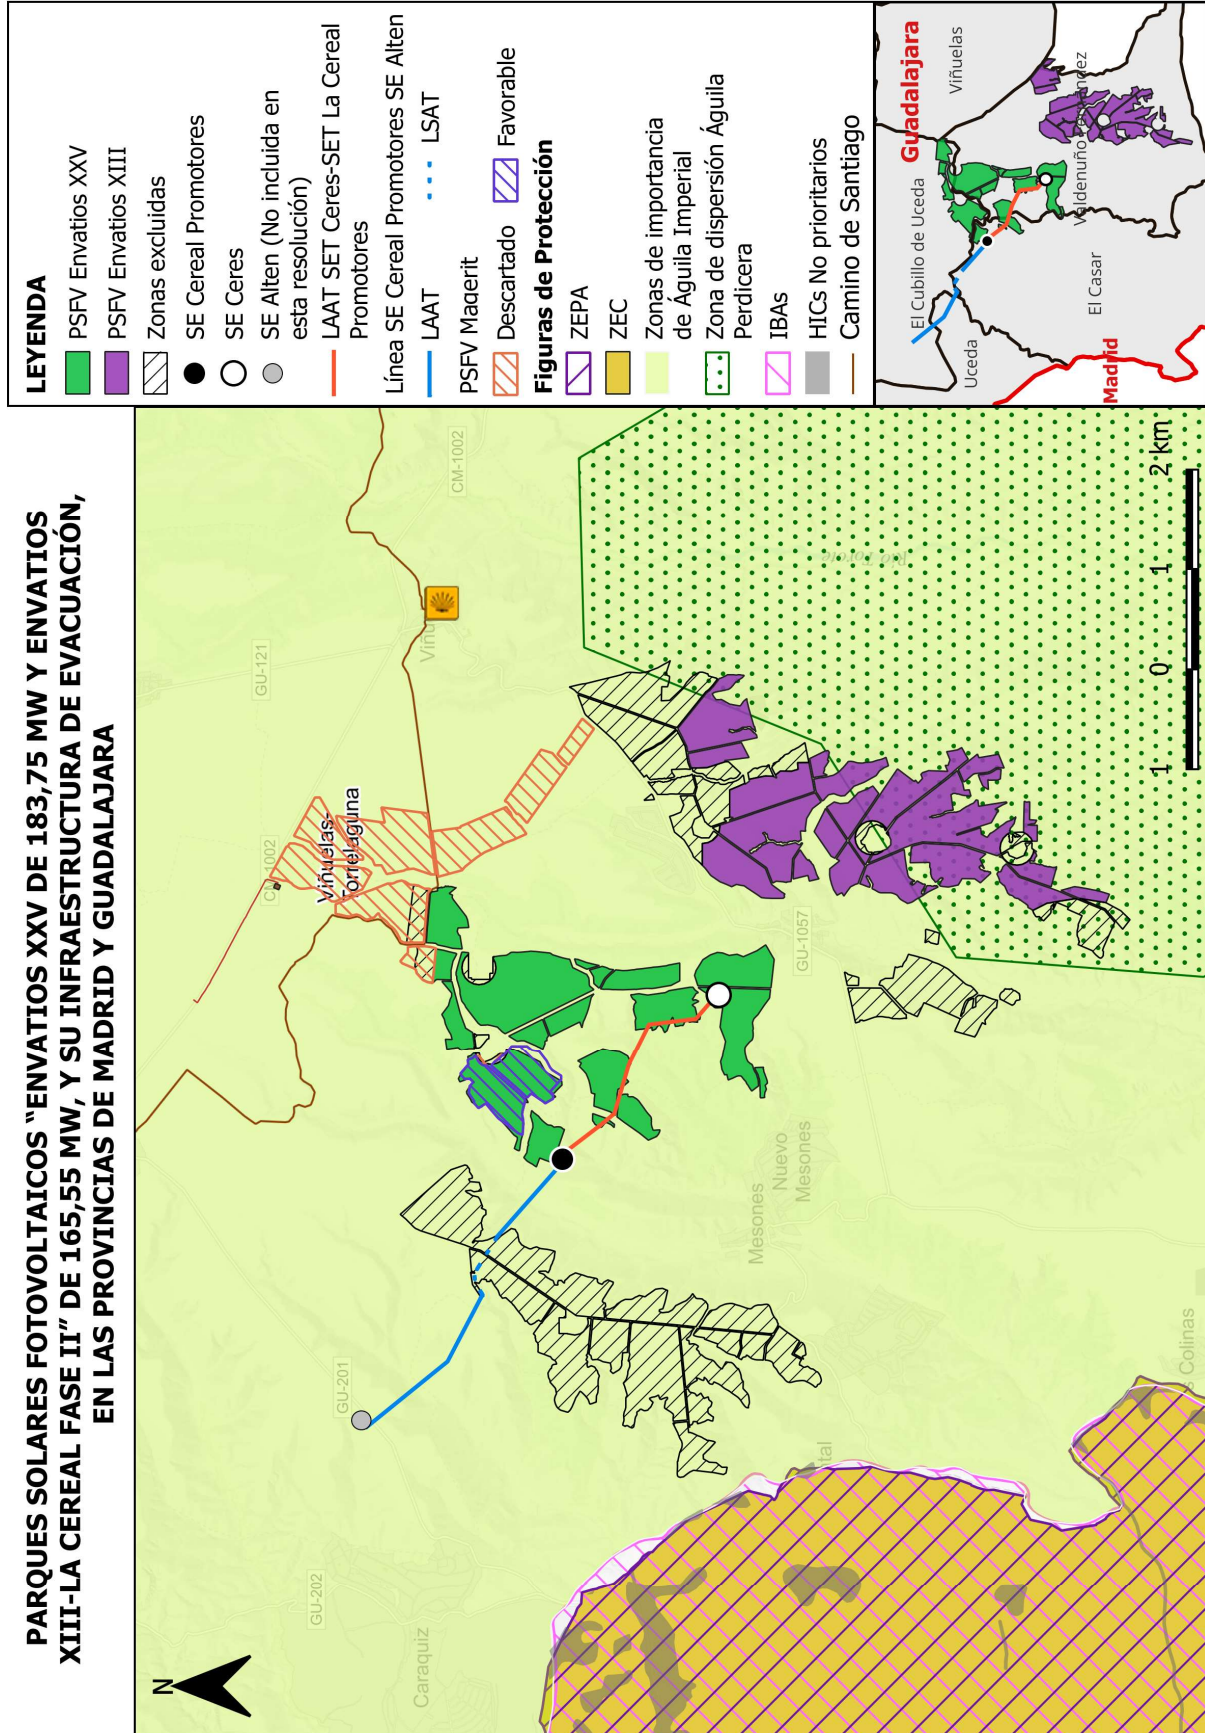 PARQUES SOLARES FOTOVOLTAICOS “ENVATIOS XXV DE 183,75 MW Y ENVATIOS
XIII-LA CEREAL FASE II” DE 165,55 MW, Y SU INFRAESTRUCTURA DE EVACUACIÓN,
EN LAS PROVINCIAS DE MADRID Y GUADALAJARA
N
GU-202
Caraquiz
GU-201
CM-1002
Viñuelas-
Torrelaguna
GU-121
CM-1002
Viñu
GU-1057
Mesones
Nuevo
Mesones
Río Torote
Colinas
1
0
1
2 km
LEYENDA
PSFV Envatios XXV
PSFV Envatios XIII
Zonas excluidas
SE Cereal Promotores
SE Ceres
SE Alten (No incluida en
esta resolución)
LAAT SET Ceres-SET La Cereal
Promotores
Línea SE Cereal Promotores SE Alten
LAAT
LSAT
PSFV Magerit
Descartado
Favorable
Figuras de Protección
ZEPA
ZEC
Zonas de importancia
de Águila Imperial
Zona de dispersión Águila
Perdicera
IBAs
HICs No prioritarios
Camino de Santiago
Guadalajara
Viñuelas
El Cubillo de Uceda
Uceda
El Casar
Madrid